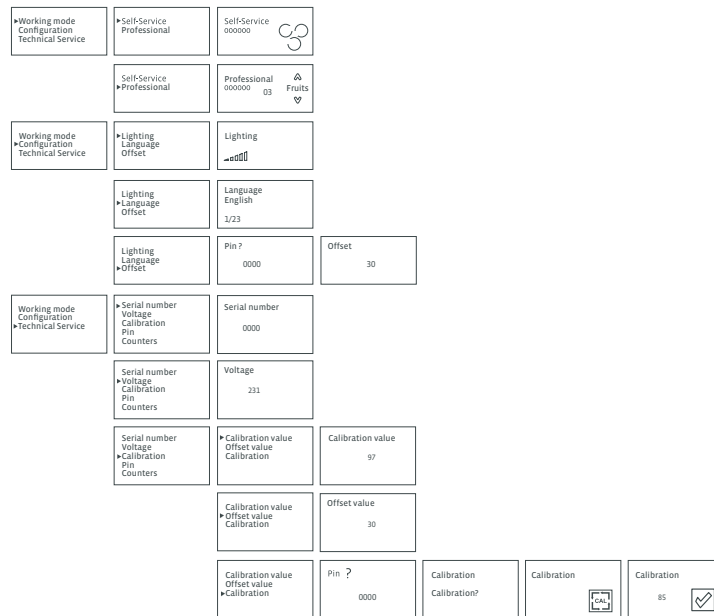 ▸Working mode
Configuration
Technical Service
▸Self-Service
Professional
Self-Service
000000
Self-Service
▸Professional
Professional
000000 03 Fruits
Working mode
▸Configuration
Technical Service
▸Lighting
Language
Offset
Lighting
Lighting
▸Language
Offset
Language
English
1/23
Lighting
Language
▸Offset
Pin ?
0000
Offset
30
Working mode
Configuration
▸Technical Service
▸Serial number
Voltage
Calibration
Pin
Counters
Serial number
0000
Serial number
▸Voltage
Calibration
Pin
Counters
Voltage
231
Serial number
Voltage
▸Calibration
Pin
Counters
▸Calibration value
Offset value
Calibration
Calibration value
97
Calibration value
▸Offset value
Calibration
Offset value
30
Calibration value
Offset value
▸Calibration
Pin ?
0000
Calibration
Calibration?
Calibration
CAL
Calibration
85